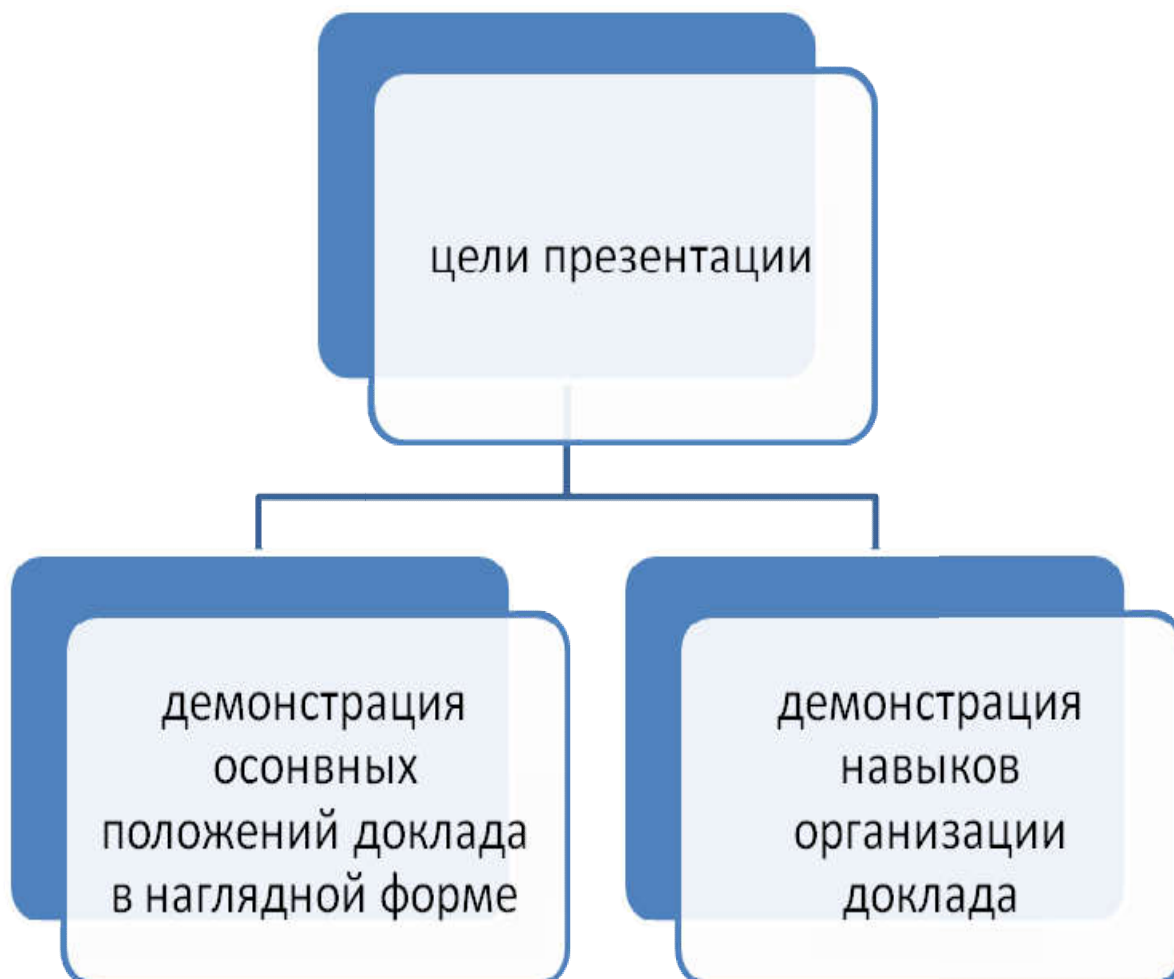 цели презентации
демонстрация
осонвных
положений доклада
в наглядной форме
демонстрация
навыков
организации
доклада